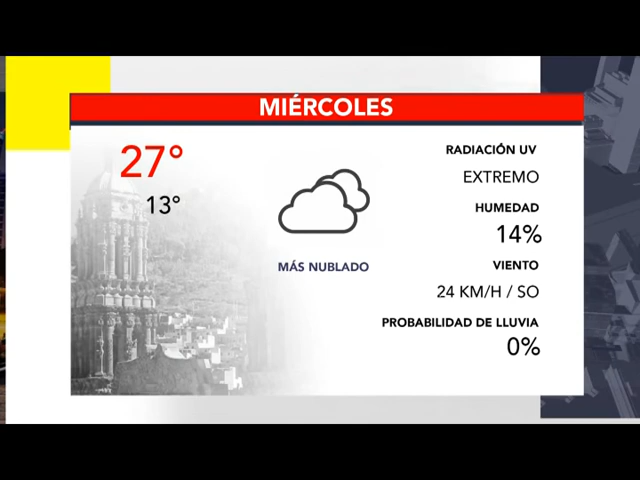 MIÉRCOLES
27°
13°
MÁS NUBLADO
RADIACIÓN UV
EXTREMO
HUMEDAD
14%
VIENTO
24 KM/H / SO
PROBABILIDAD DE LLUVIA
0%